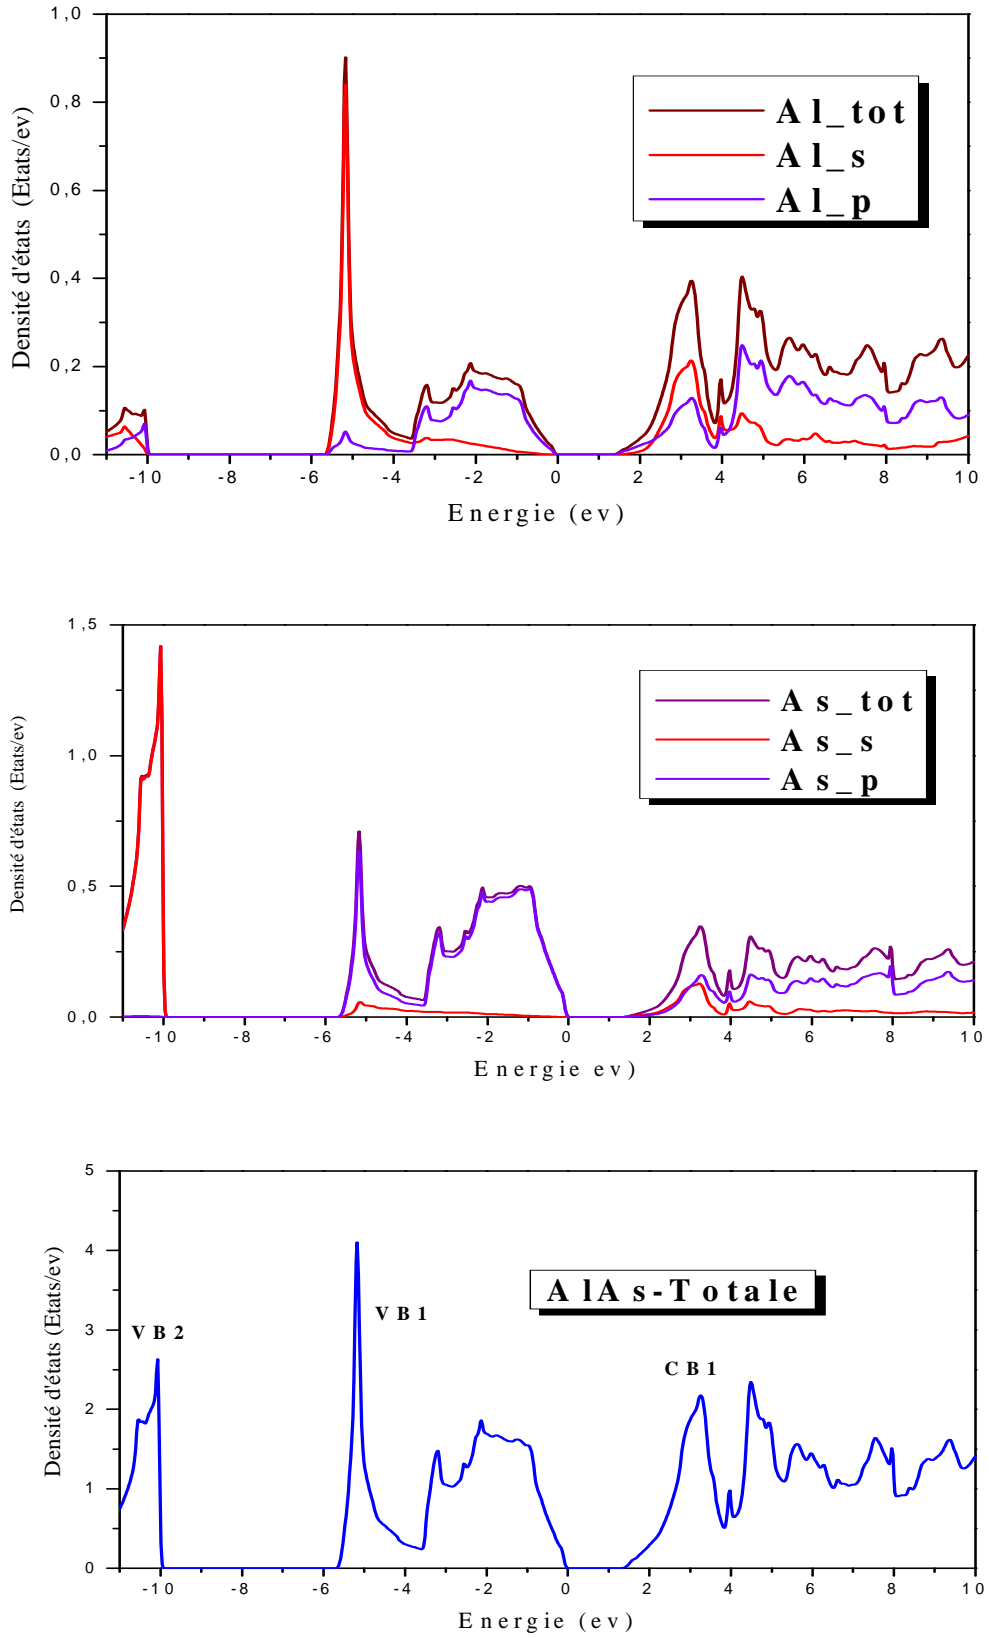 1,0
0,8
0,6
0,4
0,2
0,0
-10 -8 -6 -4 -2 0 2 4 6 8 10
Densité d'états (Etats/ev)
Energie (ev)
Al_tot
Al_s
Al_p
1,5
1,0
0,5
0,0
-10 -8 -6 -4 -2 0 2 4 6 8 10
Densité d'états (Etats/ev)
Energie ev)
As_tot
As_s
As_p
5
4
3
2
1
0
-10 -8 -6 -4 -2 0 2 4 6 8 10
Densité d'états (Etats/ev)
Energie (ev)
AlAs-Totale
VB2
VB1
CB1